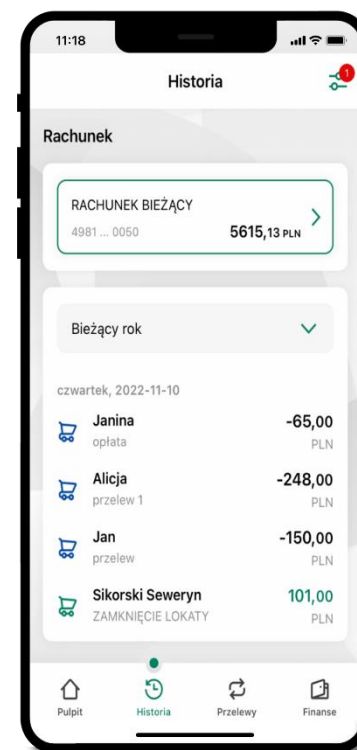 11:18
Historia
1
Rachunek
RACHUNEK BIEŻĄCY
4981 ... 0050 5615,13 PLN
Bieżący rok
czwartek, 2022-11-10
Janina -65,00
opłata PLN
Alicja -248,00
przelew 1 PLN
Jan -150,00
przelew PLN
Sikorski Seweryn 101,00
ZAMKNIĘCIE LOKATY PLN
Pulpit Historia Przelewy Finanse